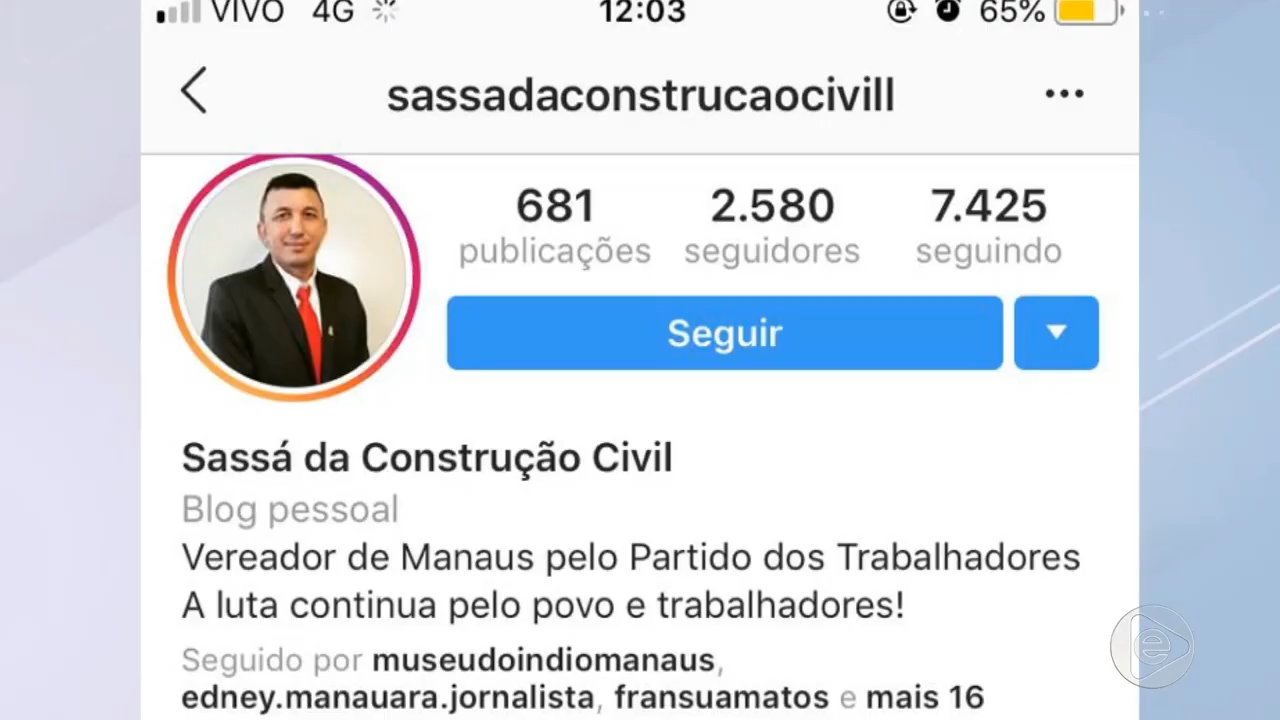 VIVO 4G 12:03 65%
sassadaconstrucaocivill
681 2.580 7.425
publicações seguidores seguindo
Seguir
Sassá da Construção Civil
Blog pessoal
Vereador de Manaus pelo Partido dos Trabalhadores
A luta continua pelo povo e trabalhadores!
Seguido por museudoindiomanaus,
edney.manauara.jornalista, fransuamatos e mais 16
e